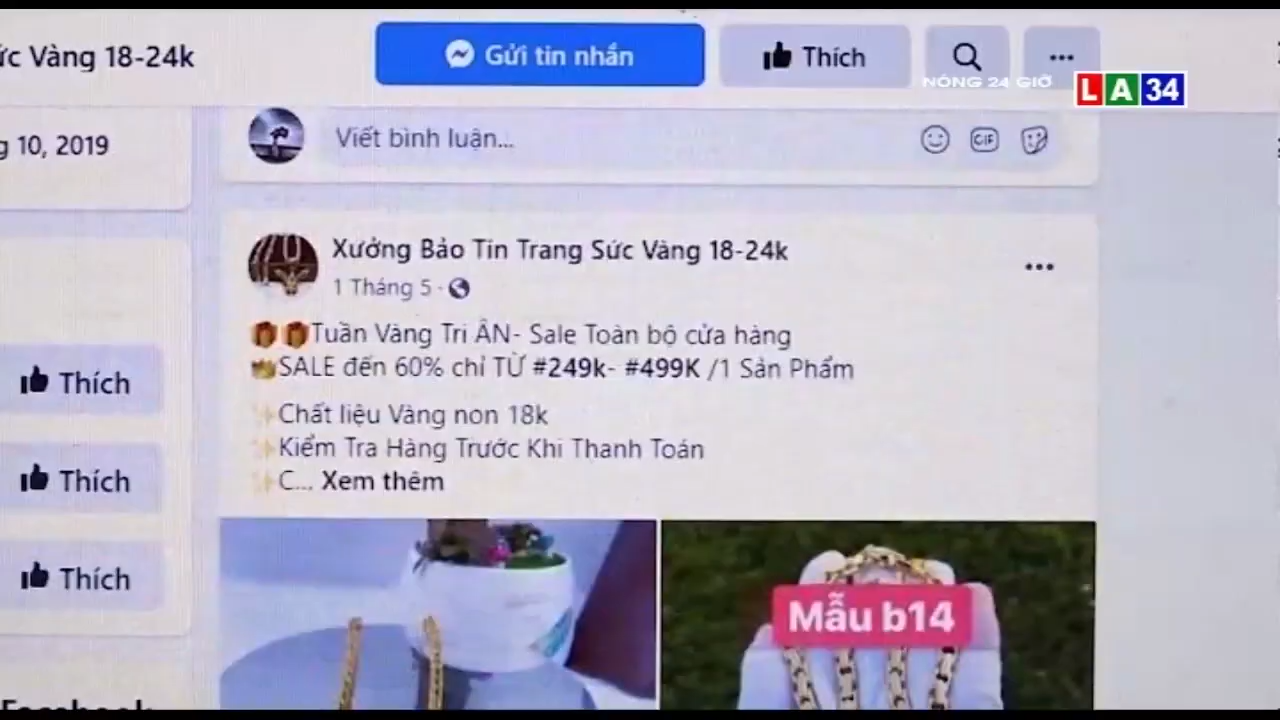 ức Vàng 18-24k
Gửi tin nhắn
Thích
NÓNG 24 GIỜ
LA34
g 10, 2019
Viết bình luận...
GIF
Xưởng Bảo Tín Trang Sức Vàng 18-24k
1 Tháng 5 ·
Tuần Vàng Tri ÂN- Sale Toàn bộ cửa hàng
SALE đến 60% chỉ TỪ #249k- #499K /1 Sản Phẩm
Chất liệu Vàng non 18k
Kiểm Tra Hàng Trước Khi Thanh Toán
C... Xem thêm
Thích
Thích
Thích
Mẫu b14
Facebook